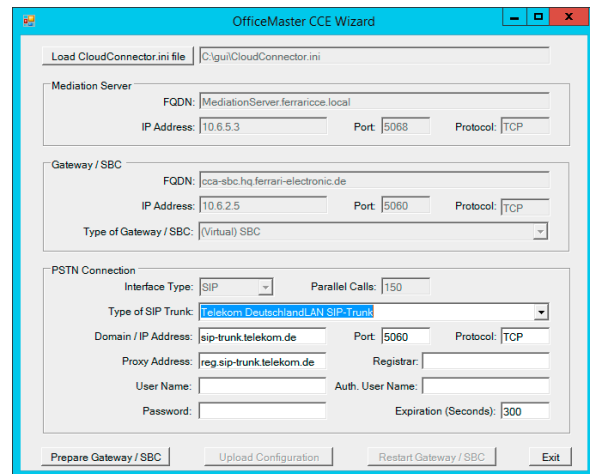 OfficeMaster CCE Wizard
Load CloudConnector.ini file C:\gui\CloudConnector.ini
Mediation Server
FQDN: MediationServer.ferraricce.local
IP Address: 10.6.5.3 Port: 5068 Protocol: TCP
Gateway / SBC
FQDN: cca-sbc.hq.ferrari-electronic.de
IP Address: 10.6.2.5 Port: 5060 Protocol: TCP
Type of Gateway / SBC: (Virtual) SBC
PSTN Connection
Interface Type: SIP Parallel Calls: 150
Type of SIP Trunk: Telekom DeutschlandLAN SIP-Trunk
Domain / IP Address: sip-trunk.telekom.de Port: 5060 Protocol: TCP
Proxy Address: reg.sip-trunk.telekom.de Registrar:
User Name: Auth. User Name:
Password: Expiration (Seconds): 300
Prepare Gateway / SBC Upload Configuration Restart Gateway / SBC Exit